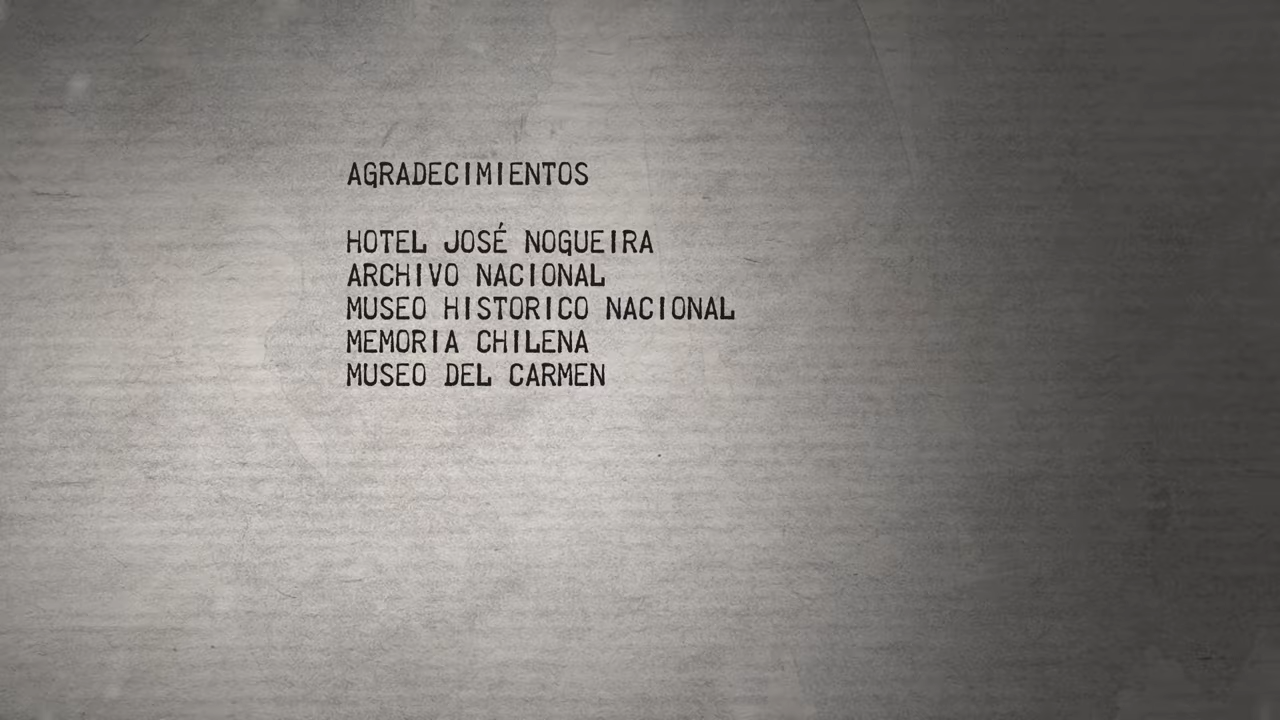 AGRADECIMIENTOS
HOTEL JOSÉ NOGUEIRA
ARCHIVO NACIONAL
MUSEO HISTORICO NACIONAL
MEMORIA CHILENA
MUSEO DEL CARMEN